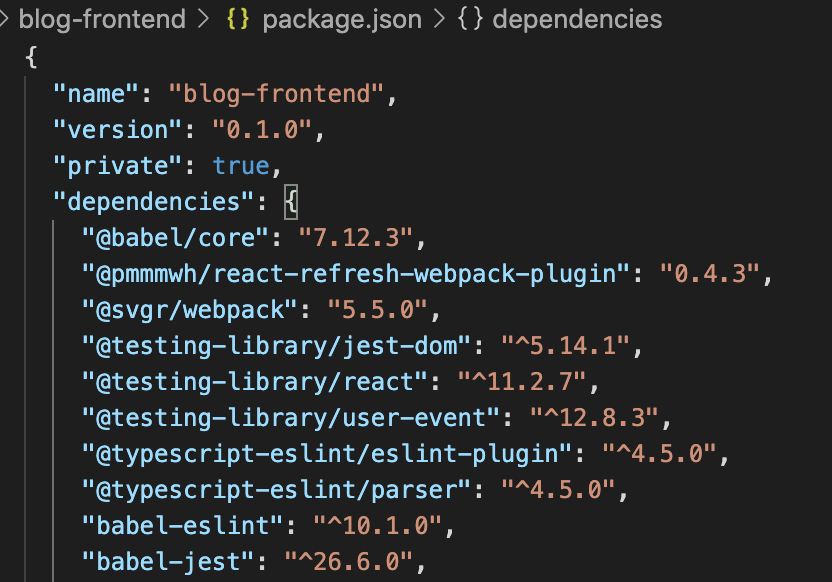 blog-frontend > {} package.json > {} dependencies
{
"name": "blog-frontend",
"version": "0.1.0",
"private": true,
"dependencies": {
"@babel/core": "7.12.3",
"@pmmmwh/react-refresh-webpack-plugin": "0.4.3",
"@svgr/webpack": "5.5.0",
"@testing-library/jest-dom": "^5.14.1",
"@testing-library/react": "^11.2.7",
"@testing-library/user-event": "^12.8.3",
"@typescript-eslint/eslint-plugin": "^4.5.0",
"@typescript-eslint/parser": "^4.5.0",
"babel-eslint": "^10.1.0",
"babel-jest": "^26.6.0",